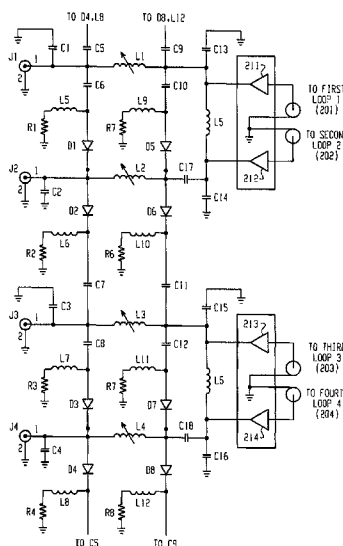 TO D4,L8 TO D8,L12
C1 C5 C9 C13
J1 1 L1 211
2 C6 C10 TO FIRST
L5 L9 LOOP 1
R1 R7 L5 (201)
D1 D5 TO SECOND
LOOP 2
J2 1 L2 C17 (202)
2 C2 212
D2 D6 C14
L6 L10
R2 R6
C7 C11
C3 C15
J3 1 L3 213
2 C8 C12 TO THIRD
L7 L11 LOOP 3
R3 R7 L6 (203)
D3 D7 TO FOURTH
LOOP 4
J4 1 L4 C18 (204)
2 C4 214
D4 D8 C16
R4 L8 R8 L12
TO C5 TO C9